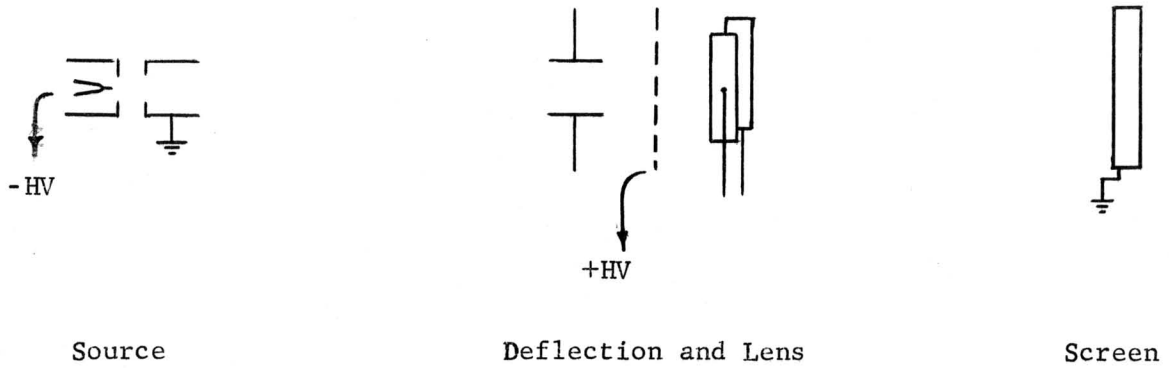 -HV
+HV
Source
Deflection and Lens
Screen